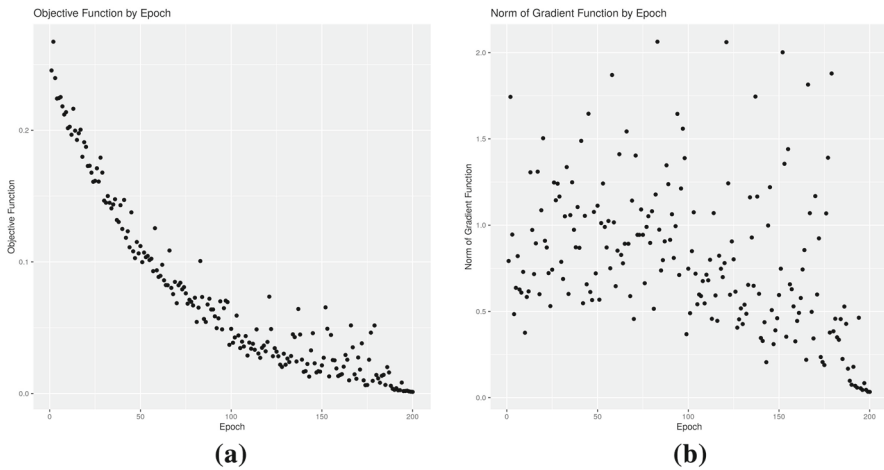 Objective Function by Epoch
Objective Function
0.2
0.1
0.0
0
50
100
150
200
Epoch
(a)
Norm of Gradient Function by Epoch
Norm of Gradient Function
2.0
1.5
1.0
0.5
0.0
0
50
100
150
200
Epoch
(b)